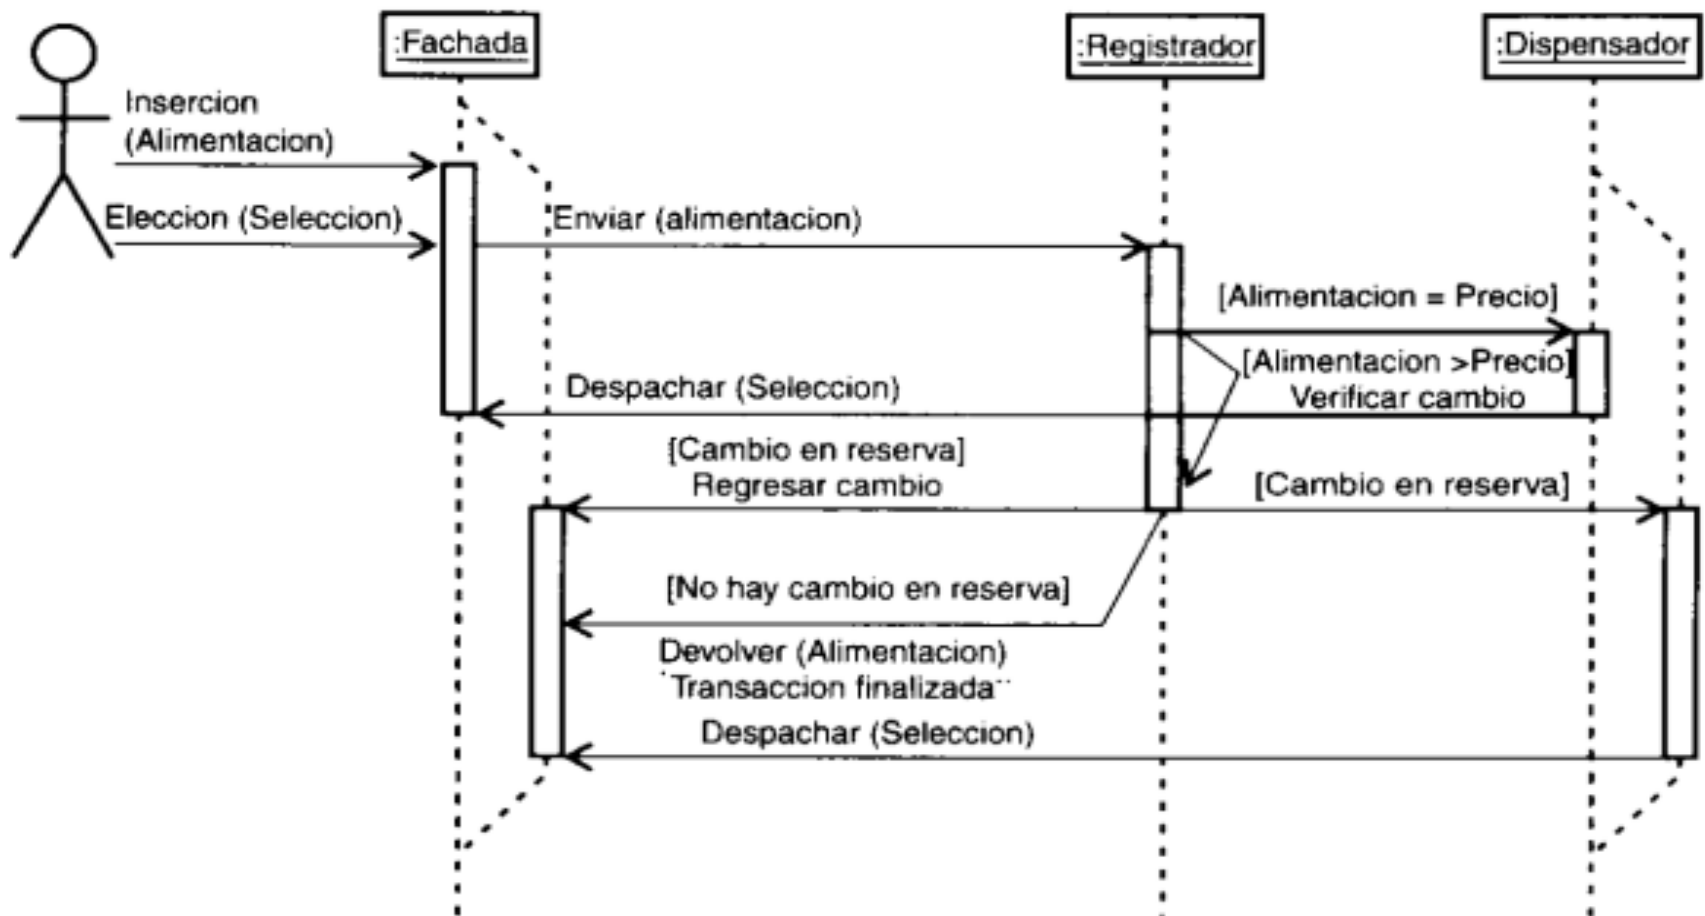 :Fachada
:Registrador
:Dispensador
Insercion
(Alimentacion)
Eleccion (Seleccion)
Enviar (alimentacion)
[Alimentacion = Precio]
[Alimentacion >Precio]
Verificar cambio
Despachar (Seleccion)
[Cambio en reserva]
Regresar cambio
[Cambio en reserva]
[No hay cambio en reserva]
Devolver (Alimentacion)
¨Transaccion finalizada¨
Despachar (Seleccion)